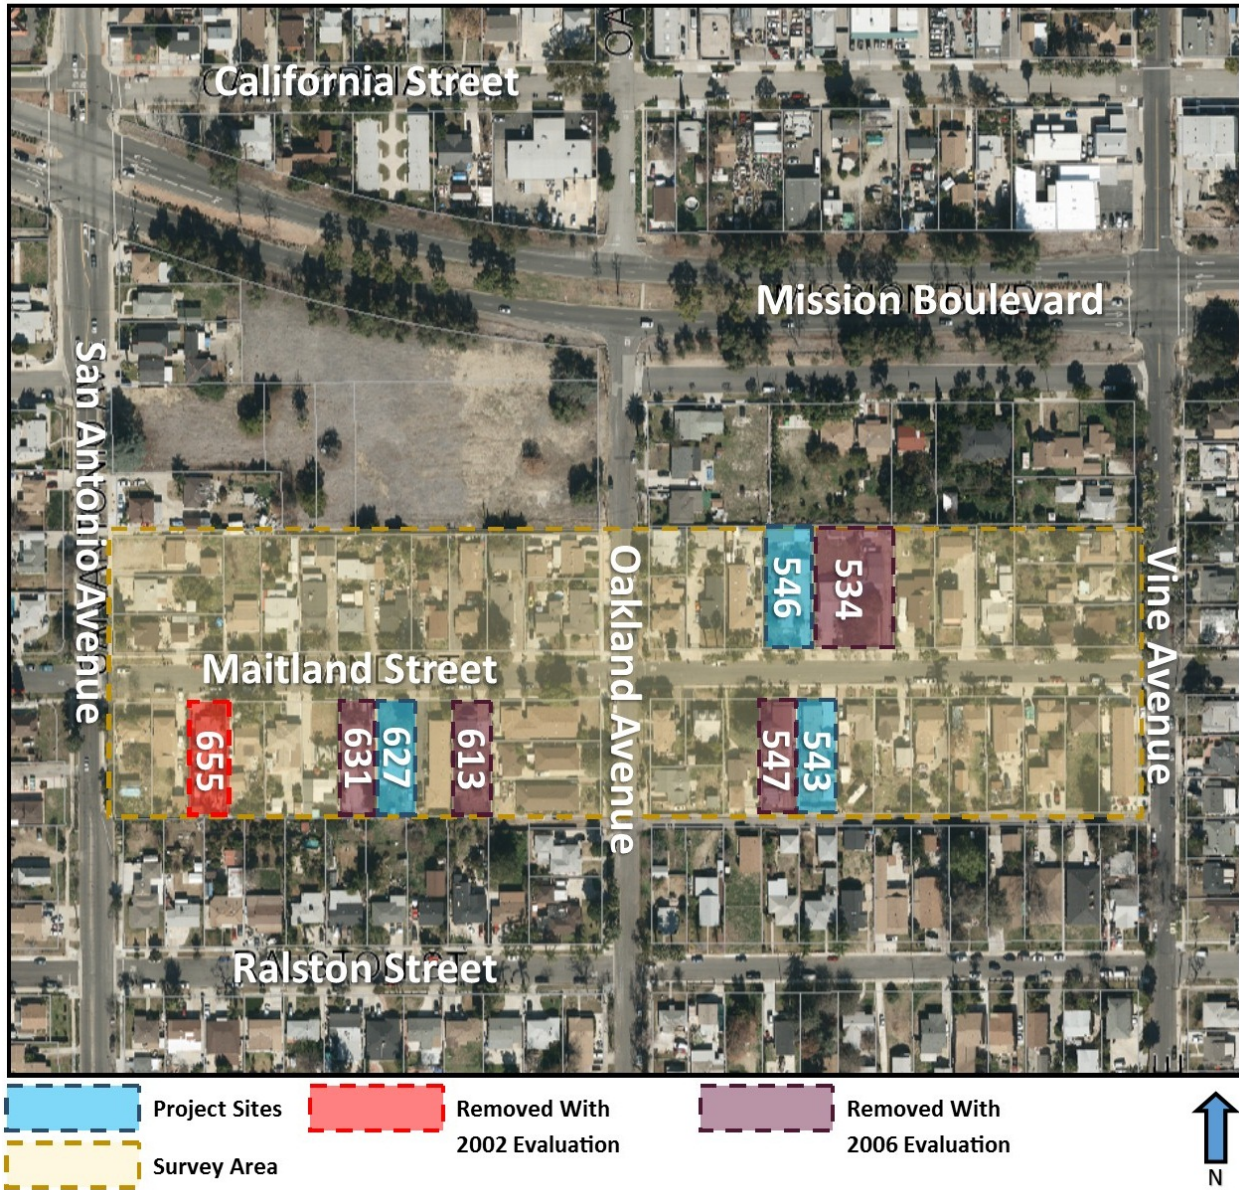 California Street
Mission Boulevard
San Antonio Avenue
Oakland Avenue
Vine Avenue
546
534
Maitland Street
655
631
627
613
547
543
Ralston Street
Project Sites
Removed With
2002 Evaluation
Removed With
2006 Evaluation
Survey Area
N